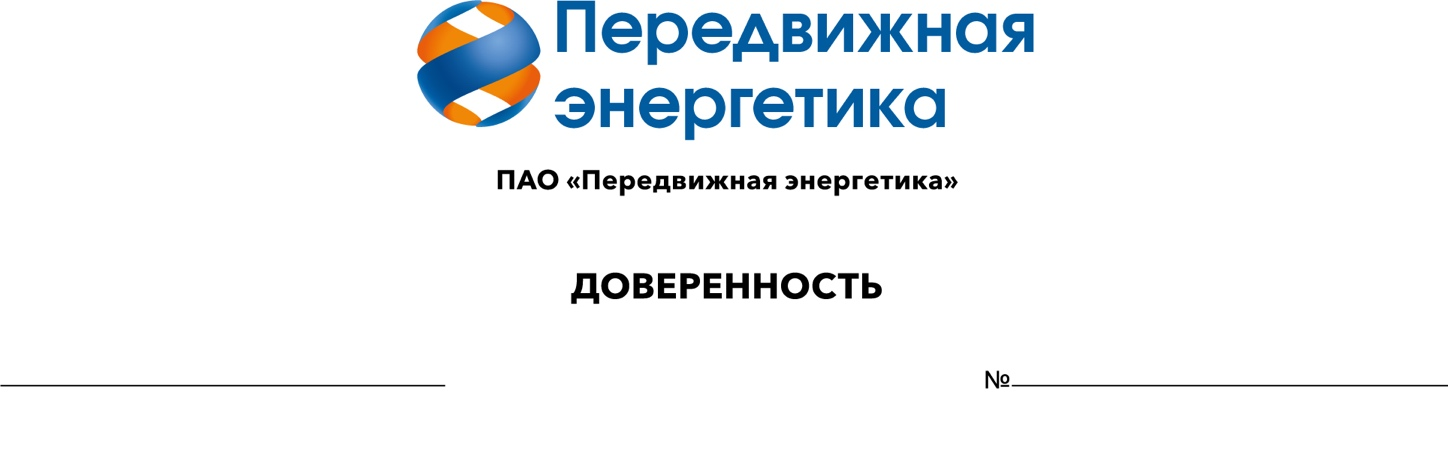 Передвижная
энергетика
ПАО «Передвижная энергетика»
ДОВЕРЕННОСТЬ
№